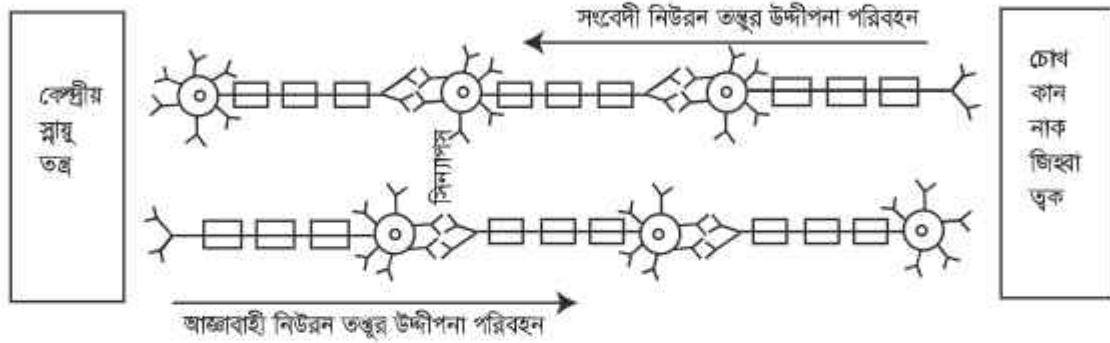 সংবেদী নিউরন তন্তুর উদ্দীপনা পরিবহন
কেন্দ্রীয়
স্নায়ু
তন্ত্র
চোখ
কান
নাক
জিহ্বা
ত্বক
সিন্যাপস
আজ্ঞাবাহী নিউরন তন্তুর উদ্দীপনা পরিবহন